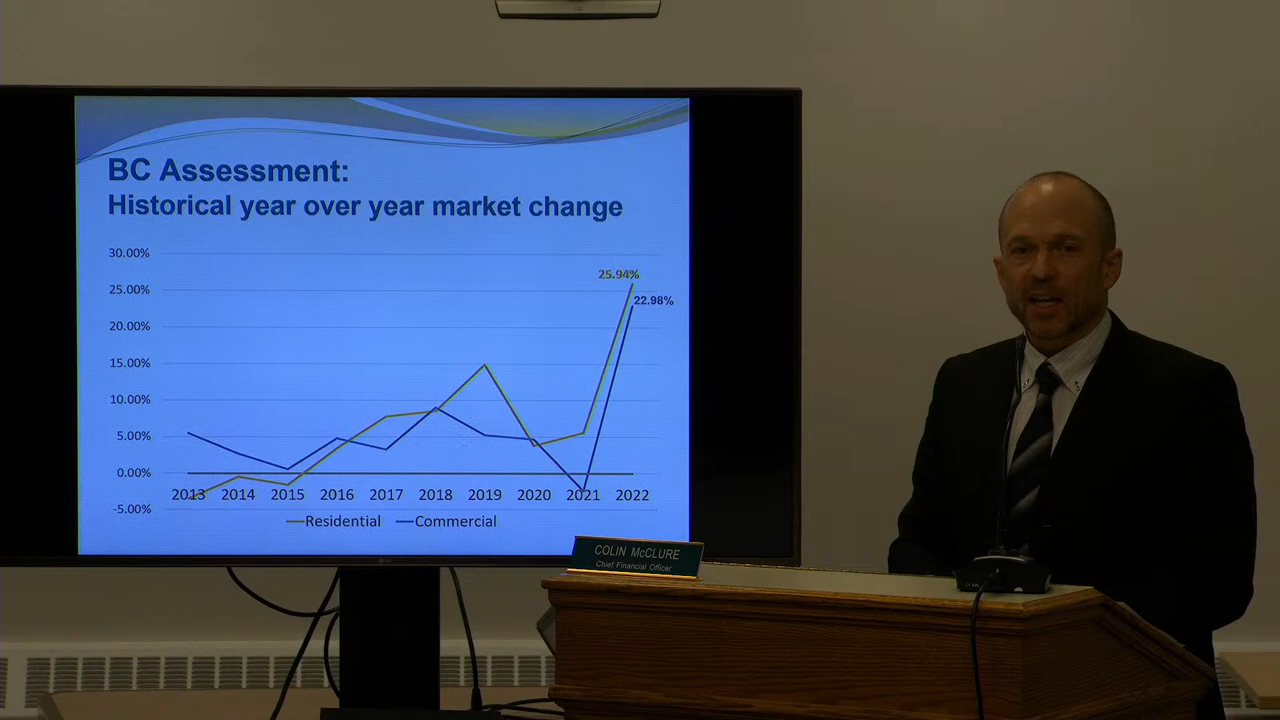 BC Assessment:
Historical year over year market change
30.00%
25.00%
20.00%
15.00%
10.00%
5.00%
0.00%
-5.00%
25.94%
22.98%
2013 2014 2015 2016 2017 2018 2019 2020 2021 2022
Residential Commercial
LG
COLIN McCLURE
Chief Financial Officer